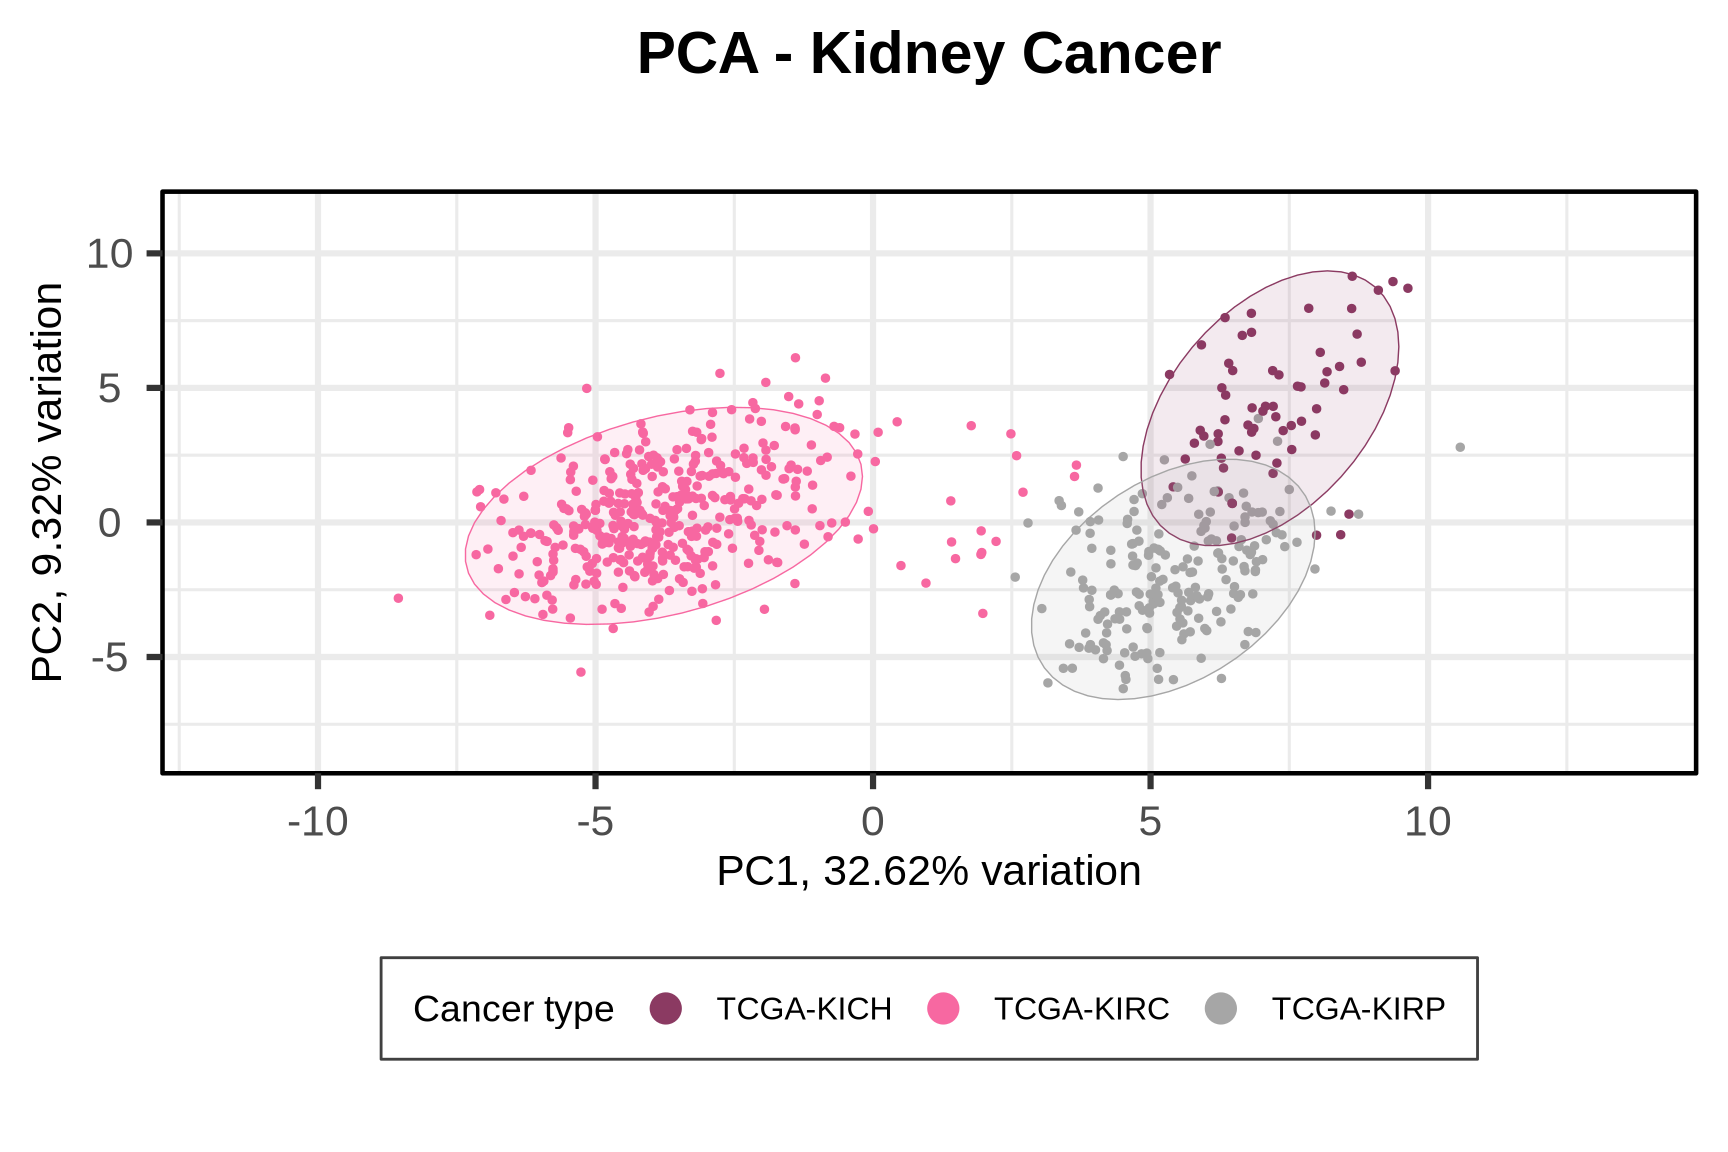 PCA - Kidney Cancer
PC2, 9.32% variation
10
5
0
-5
-10 -5 0 5 10
PC1, 32.62% variation
Cancer type TCGA-KICH TCGA-KIRC TCGA-KIRP